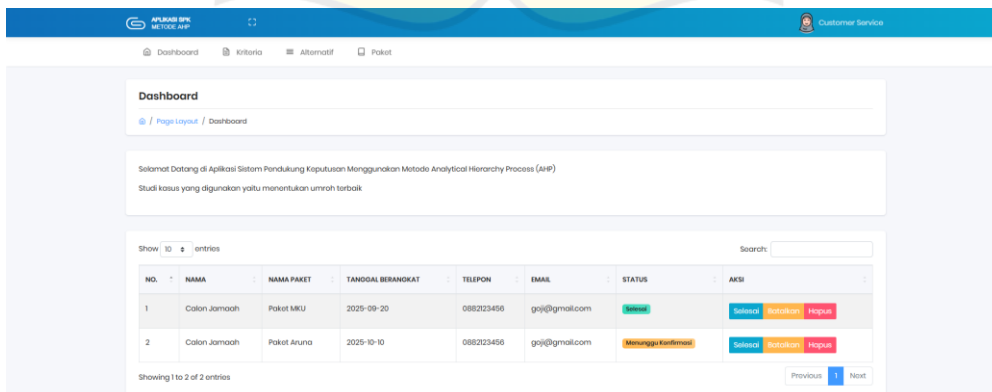 APLIKASI SPK
METODE AHP
Customer Service
Dashboard Kriteria Alternatif Paket
Dashboard
/ Page Layout / Dashboard
Selamat Datang di Aplikasi Sistem Pendukung Keputusan Menggunakan Metode Analytical Hierarchy Process (AHP)
Studi kasus yang digunakan yaitu menentukan umroh terbaik
Show 10 entries Search:
NO. NAMA NAMA PAKET TANGGAL BERANGKAT TELEPON EMAIL STATUS AKSI
1 Calon Jamaah Paket MKU 2025-09-20 0882123456 goji@gmail.com Selesai Selesai Batalkan Hapus
2 Calon Jamaah Paket Aruna 2025-10-10 0882123456 goji@gmail.com Menunggu Konfirmasi Selesai Batalkan Hapus
Showing 1 to 2 of 2 entries Previous 1 Next